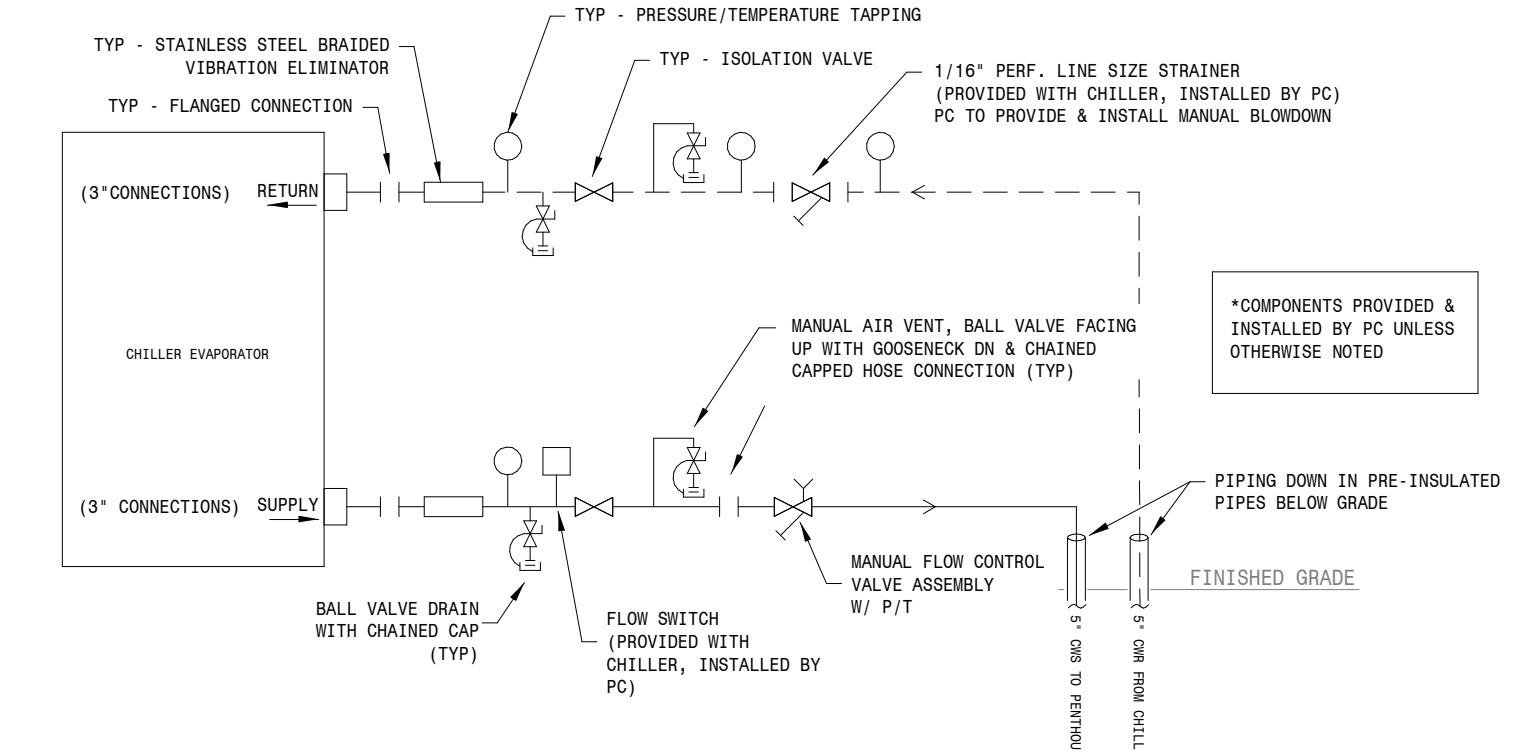 TYP - PRESSURE/TEMPERATURE TAPPING
TYP - STAINLESS STEEL BRAIDED
VIBRATION ELIMINATOR
TYP - ISOLATION VALVE
1/16" PERF. LINE SIZE STRAINER
(PROVIDED WITH CHILLER, INSTALLED BY PC)
PC TO PROVIDE & INSTALL MANUAL BLOWDOWN
TYP - FLANGED CONNECTION
(3"CONNECTIONS)
RETURN
*COMPONENTS PROVIDED &
INSTALLED BY PC UNLESS
OTHERWISE NOTED
MANUAL AIR VENT, BALL VALVE FACING
UP WITH GOOSENECK DN & CHAINED
CAPPED HOSE CONNECTION (TYP)
CHILLER EVAPORATOR
(3" CONNECTIONS)
SUPPLY
PIPING DOWN IN PRE-INSULATED
PIPES BELOW GRADE
MANUAL FLOW CONTROL
VALVE ASSEMBLY
W/ P/T
FINISHED GRADE
BALL VALVE DRAIN
WITH CHAINED CAP
(TYP)
FLOW SWITCH
(PROVIDED WITH
CHILLER, INSTALLED BY
PC)
5" CWS TO PENTHOU
5" CWR FROM CHILL